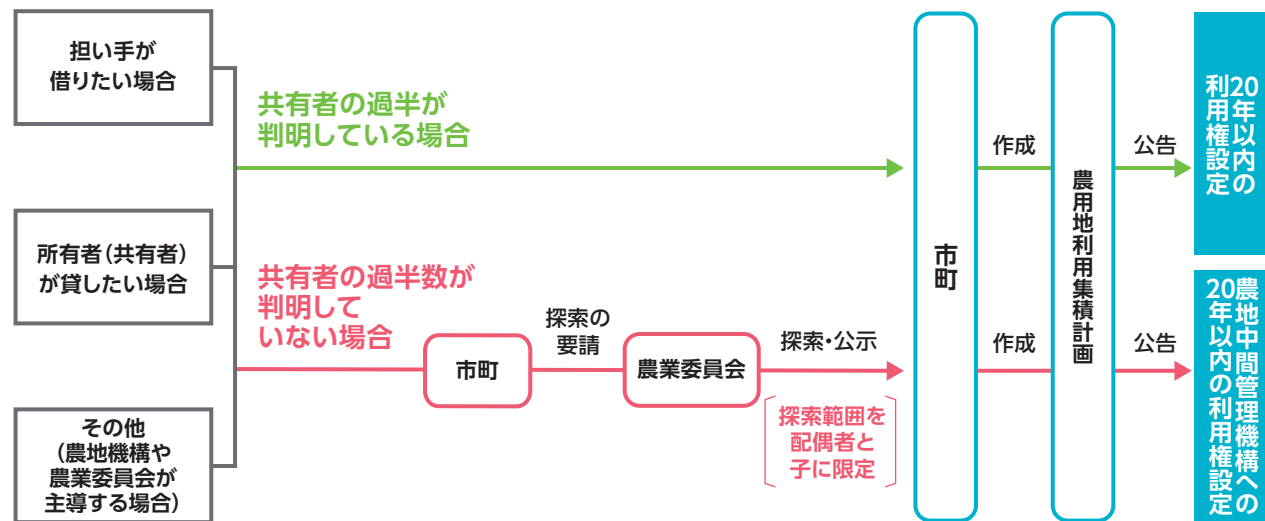 担い手が
借りたい場合
所有者（共有者）
が貸したい場合
その他
（農地機構や
農業委員会が
主導する場合）
共有者の過半が
判明している場合
共有者の過半数が
判明して
いない場合
市町
探索の
要請
農業委員会
探索・公示
探索範囲を
配偶者と
子に限定
市町
作成
作成
農用地利用集積計画
公告
公告
20年以内の
利用権設定
農地中間管理機構への
20年以内の利用権設定